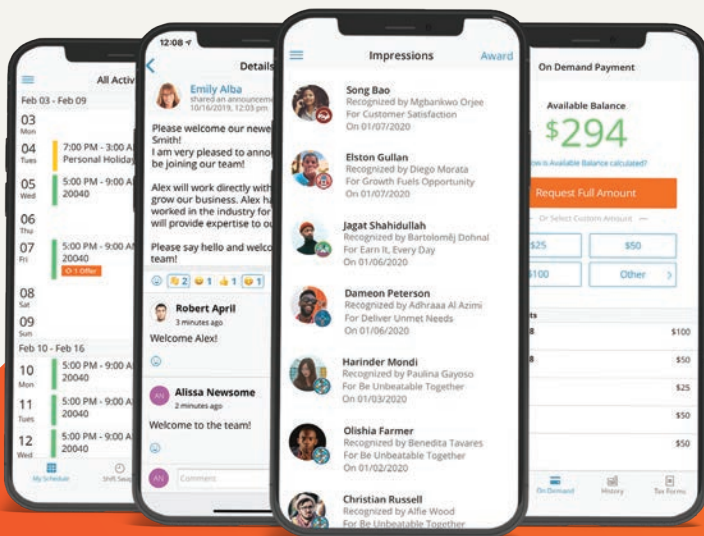 All Activ
Feb 03 - Feb 09
03
Mon
04
Tues
7:00 PM - 3:00 A
Personal Holiday
05
Wed
5:00 PM - 9:00 A
20040
06
Thu
07
Fri
5:00 PM - 9:00 A
20040
1 Offer
08
Sat
09
Sun
Feb 10 - Feb 16
10
Mon
5:00 PM - 9:00 A
20040
11
Tues
5:00 PM - 9:00 A
20040
12
Wed
5:00 PM - 9:00 A
20040
My Schedule
Shift Swap
12:08
Details
Emily Alba
shared an announceme
10/16/2019, 12:03 pm
Please welcome our newe
Smith!
I am very pleased to anno
be joining our team!
Alex will work directly with
grow our business. Alex ha
worked in the industry for
will provide expertise to ou
Please say hello and welco
team!
2
1
1
1
Robert April
3 minutes ago
Welcome Alex!
AN
Alissa Newsome
2 minutes ago
Welcome to the team!
AN
Comment
Impressions
Award
Song Bao
Recognized by Mgbankwo Orjee
For Customer Satisfaction
On 01/07/2020
Elston Gullan
Recognized by Diego Morata
For Growth Fuels Opportunity
On 01/07/2020
Jagat Shahidullah
Recognized by Bartoloměj Dohnal
For Earn It, Every Day
On 01/06/2020
Dameon Peterson
Recognized by Adhraaa Al Azimi
For Deliver Unmet Needs
On 01/06/2020
Harinder Mondi
Recognized by Paulina Gayoso
For Be Unbeatable Together
On 01/03/2020
Olishia Farmer
Recognized by Benedita Tavares
For Be Unbeatable Together
On 01/02/2020
Christian Russell
Recognized by Alfie Wood
For Be Unbeatable Together
On Demand Payment
Available Balance
$294
ow is Available Balance calculated?
Request Full Amount
Or Select Custom Amount
$25
$50
$100
Other
ts
8
$100
8
$50
$25
$50
$50
On Demand
History
Tax Forms